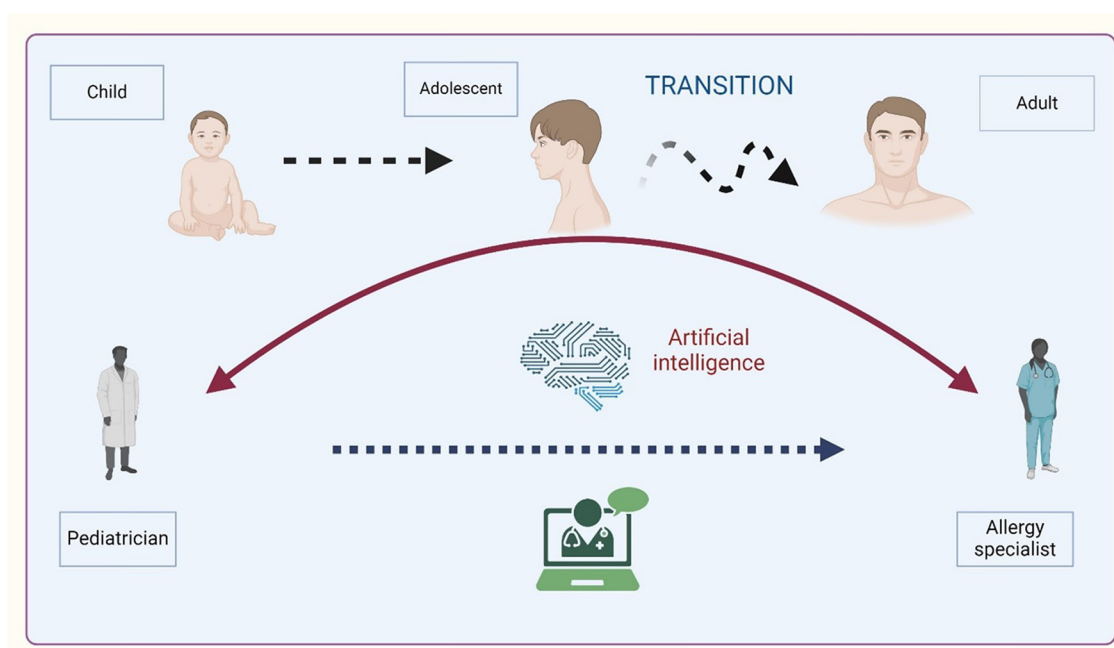 Child
Adolescent
TRANSITION
Adult
Artificial
intelligence
Pediatrician
Allergy
specialist